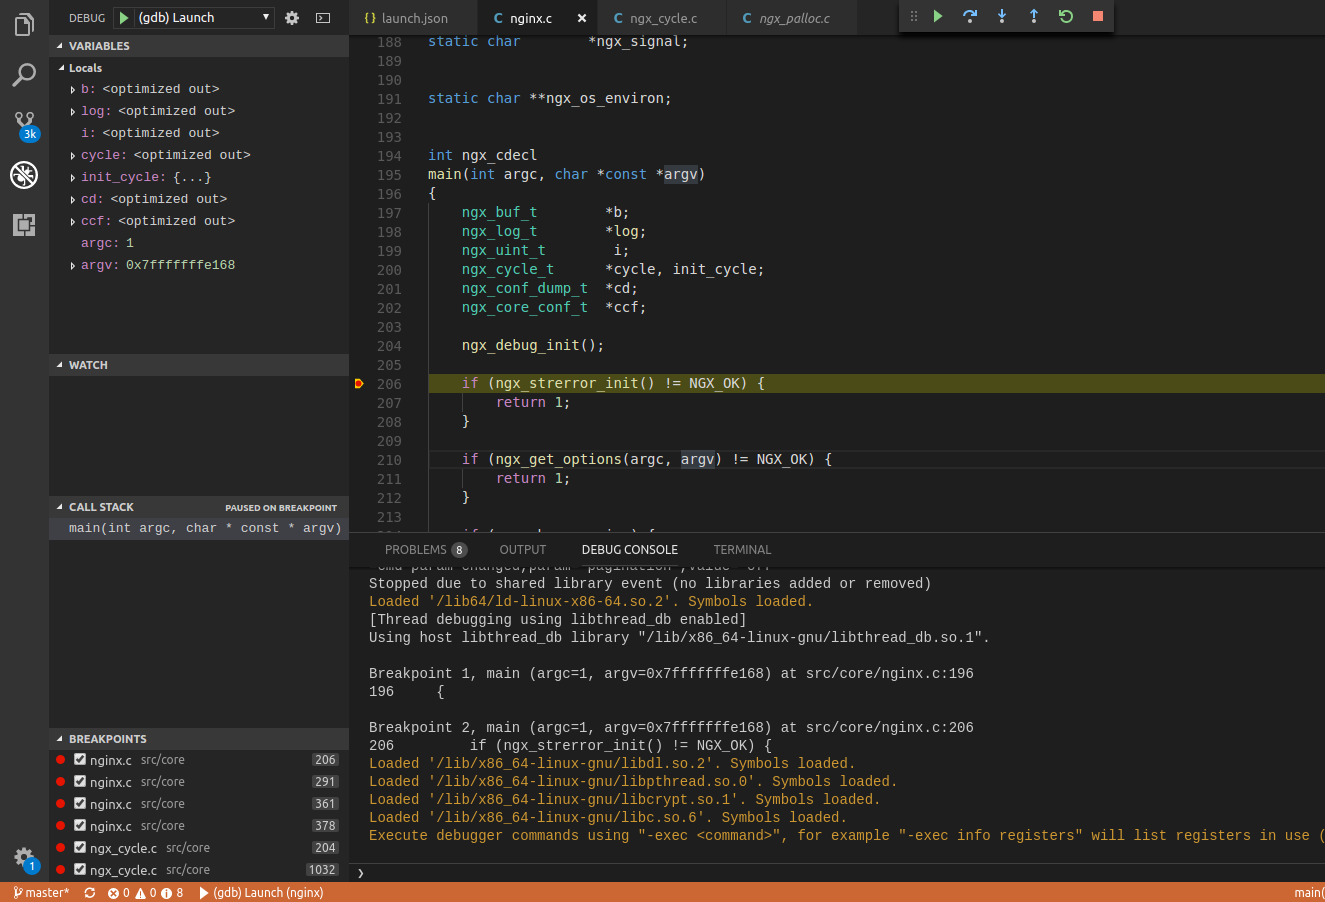 DEBUG (gdb) Launch
VARIABLES
Locals
b: <optimized out>
log: <optimized out>
i: <optimized out>
cycle: <optimized out>
init_cycle: {...}
cd: <optimized out>
ccf: <optimized out>
argc: 1
argv: 0x7fffffffe168
WATCH
CALL STACK PAUSED ON BREAKPOINT
main(int argc, char * const * argv)
BREAKPOINTS
nginx.c src/core 206
nginx.c src/core 291
nginx.c src/core 361
nginx.c src/core 378
ngx_cycle.c src/core 204
ngx_cycle.c src/core 1032
3k
1
{} launch.json
C nginx.c ×
C ngx_cycle.c
C ngx_palloc.c
188 static char *ngx_signal;
189
190
191 static char **ngx_os_environ;
192
193
194 int ngx_cdecl
195 main(int argc, char *const *argv)
196 {
197 ngx_buf_t *b;
198 ngx_log_t *log;
199 ngx_uint_t i;
200 ngx_cycle_t *cycle, init_cycle;
201 ngx_conf_dump_t *cd;
202 ngx_core_conf_t *ccf;
203
204 ngx_debug_init();
205
206 if (ngx_strerror_init() != NGX_OK) {
207 return 1;
208 }
209
210 if (ngx_get_options(argc, argv) != NGX_OK) {
211 return 1;
212 }
213
PROBLEMS 8 OUTPUT DEBUG CONSOLE TERMINAL
Stopped due to shared library event (no libraries added or removed)
Loaded '/lib64/ld-linux-x86-64.so.2'. Symbols loaded.
[Thread debugging using libthread_db enabled]
Using host libthread_db library "/lib/x86_64-linux-gnu/libthread_db.so.1".
Breakpoint 1, main (argc=1, argv=0x7fffffffe168) at src/core/nginx.c:196
196 {
Breakpoint 2, main (argc=1, argv=0x7fffffffe168) at src/core/nginx.c:206
206 if (ngx_strerror_init() != NGX_OK) {
Loaded '/lib/x86_64-linux-gnu/libdl.so.2'. Symbols loaded.
Loaded '/lib/x86_64-linux-gnu/libpthread.so.0'. Symbols loaded.
Loaded '/lib/x86_64-linux-gnu/libcrypt.so.1'. Symbols loaded.
Loaded '/lib/x86_64-linux-gnu/libc.so.6'. Symbols loaded.
Execute debugger commands using "-exec <command>", for example "-exec info registers" will list registers in use (
❯
master* 0 0 8 (gdb) Launch (nginx) main(